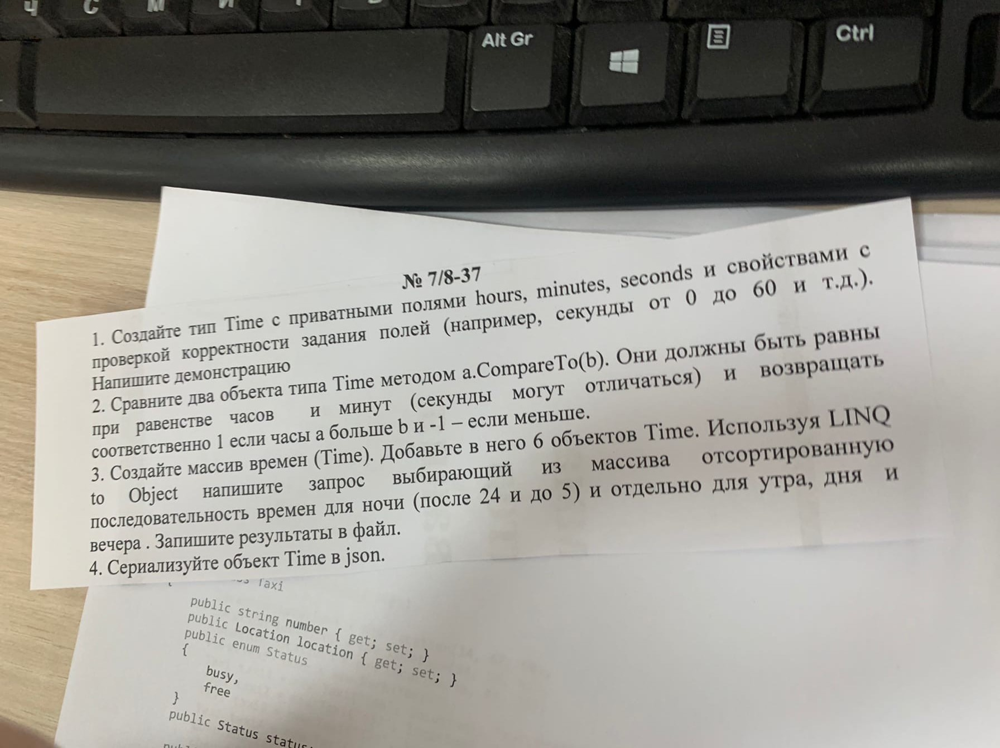 Ч С М И
Alt Gr
Ctrl
№ 7/8-37
1. Создайте тип Time с приватными полями hours, minutes, seconds и свойствами с
проверкой корректности задания полей (например, секунды от 0 до 60 и т.д.).
Напишите демонстрацию
2. Сравните два объекта типа Time методом a.CompareTo(b). Они должны быть равны
при равенстве часов и минут (секунды могут отличаться) и возвращать
соответственно 1 если часы a больше b и -1 – если меньше.
3. Создайте массив времен (Time). Добавьте в него 6 объектов Time. Используя LINQ
to Object напишите запрос выбирающий из массива отсортированную
последовательность времен для ночи (после 24 и до 5) и отдельно для утра, дня и
вечера . Запишите результаты в файл.
4. Сериализуйте объект Time в json.
Taxi
public string number { get; set; }
public Location location { get; set; }
public enum Status
{
busy,
free
}
public Status status;